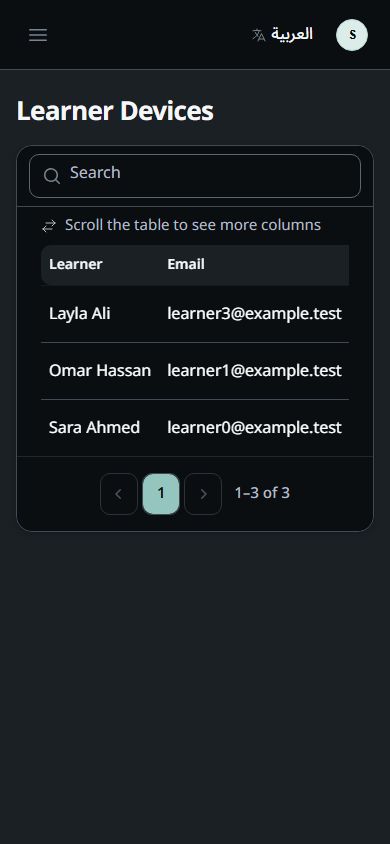 العربية
S
Learner Devices
Search
Scroll the table to see more columns
Learner Email
Layla Ali learner3@example.test
Omar Hassan learner1@example.test
Sara Ahmed learner0@example.test
1 1–3 of 3